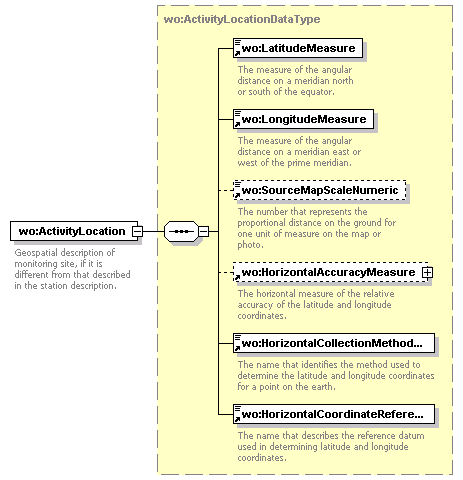 wo:ActivityLocationDataType
wo:LatitudeMeasure
The measure of the angular
distance on a meridian north
or south of the equator.
wo:LongitudeMeasure
The measure of the angular
distance on a meridian east or
west of the prime meridian.
wo:SourceMapScaleNumeric
The number that represents the
proportional distance on the ground for
one unit of measure on the map or
photo.
wo:ActivityLocation
Geospatial description of
monitoring site, if it is
different from that described
in the station description.
wo:HorizontalAccuracyMeasure
The horizontal measure of the relative
accuracy of the latitude and longitude
coordinates.
wo:HorizontalCollectionMethod...
The name that identifies the method used to
determine the latitude and longitude coordinates
for a point on the earth.
wo:HorizontalCoordinateRefere...
The name that describes the reference datum
used in determining latitude and longitude
coordinates.